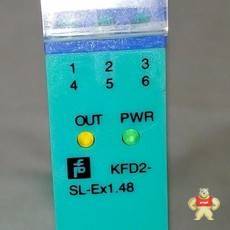 1 2 3
4 5 6
OUT PWR
KFD2-
SL-Ex1.48